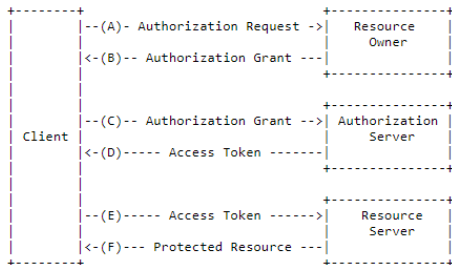 --(A)- Authorization Request ->| Resource
Owner
<-(B)-- Authorization Grant ---
--(C)-- Authorization Grant -->| Authorization
Client Server
<-(D)----- Access Token -------
--(E)----- Access Token ------>| Resource
Server
<-(F)--- Protected Resource ---